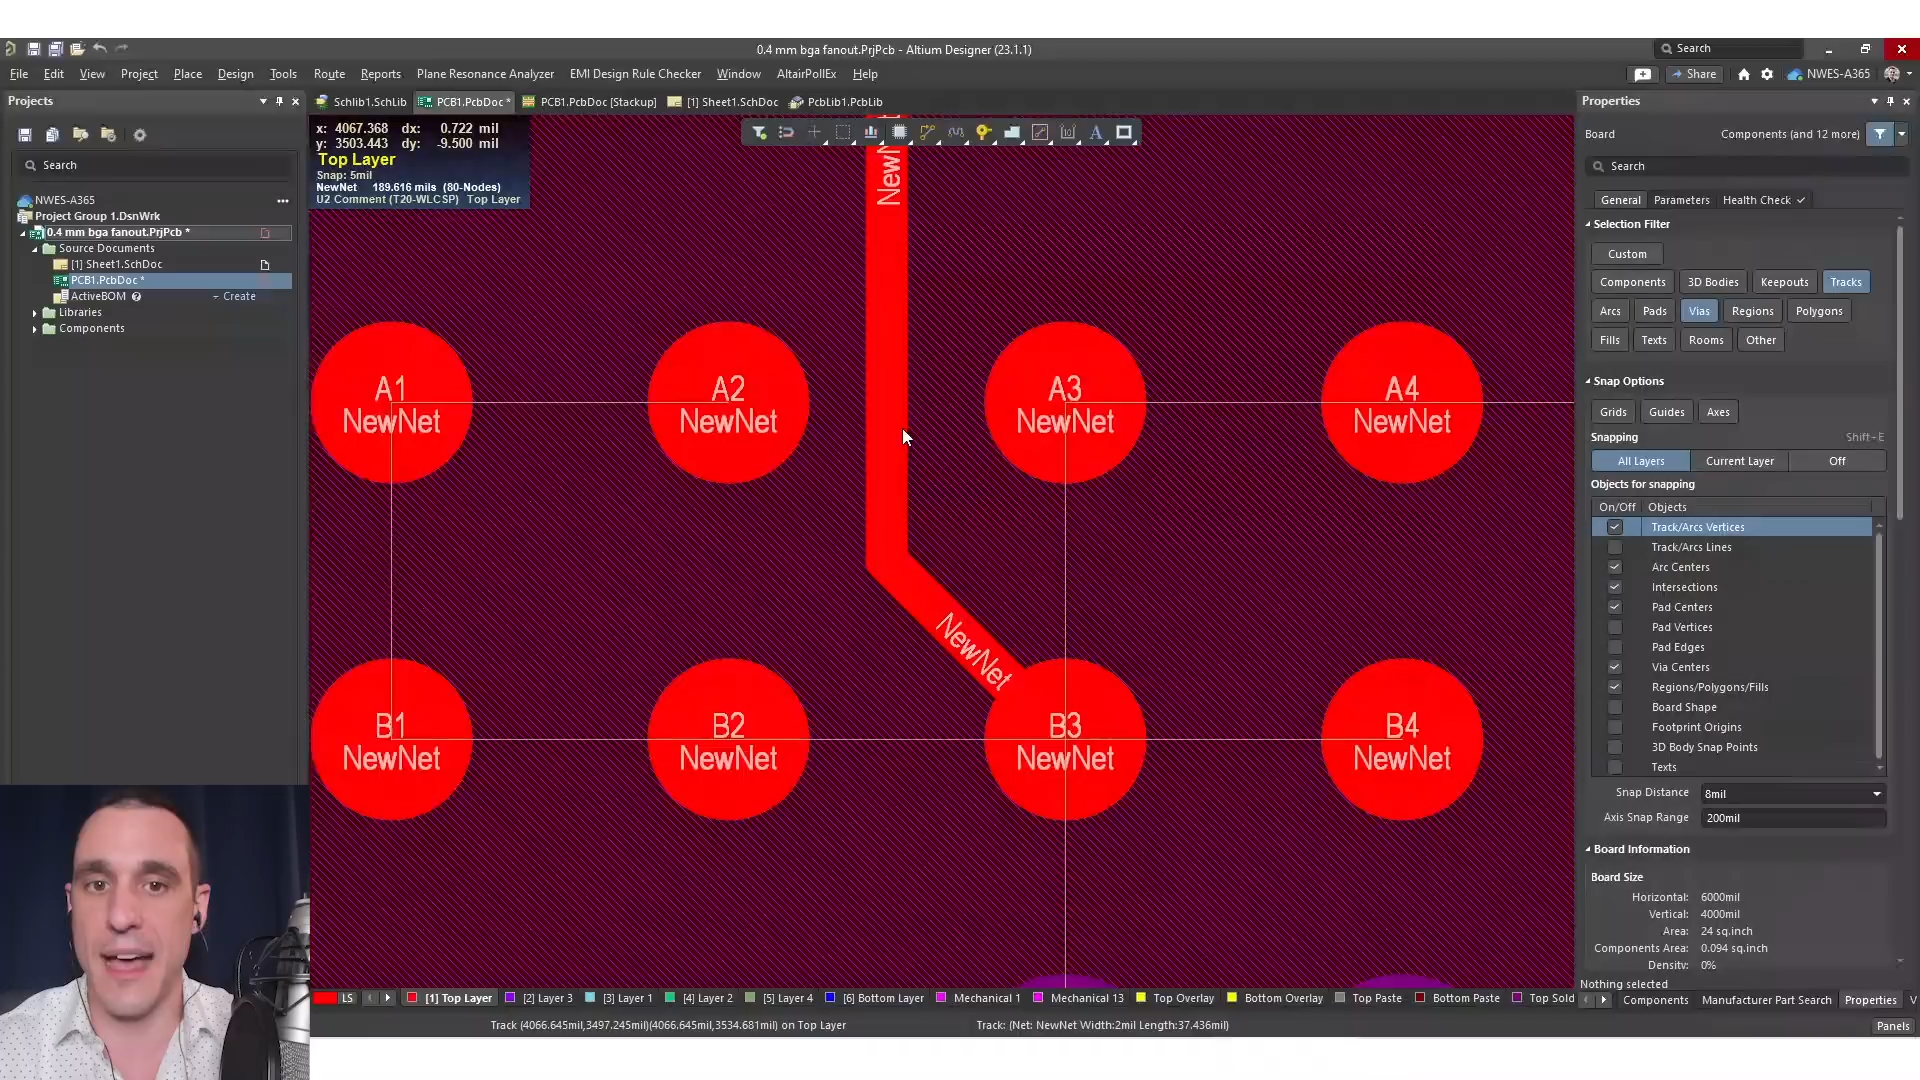 0.4 mm bga fanout.PrjPcb - Altium Designer (23.1.1)
Search
File Edit View Project Place Design Tools Route Reports Plane Resonance Analyzer EMI Design Rule Checker Window AltairPollEx Help
Share
NWES-A365
Projects
Schlib1.SchLib
PCB1.PcbDoc *
PCB1.PcbDoc [Stackup]
[1] Sheet1.SchDoc
PcbLib1.PcbLib
Properties
x: 4067.368 dx: 0.722 mil
y: 3503.443 dy: -9.500 mil
Top Layer
Snap: 5mil
NewNet 189.616 mils (80-Nodes)
U2 Comment (T20-WLCSP) Top Layer
Search
NWES-A365
Project Group 1.DsnWrk
0.4 mm bga fanout.PrjPcb *
Source Documents
[1] Sheet1.SchDoc
PCB1.PcbDoc *
ActiveBOM
Create
Libraries
Components
A1
NewNet
A2
NewNet
A3
NewNet
A4
NewNet
NewNet
B1
NewNet
B2
NewNet
B3
NewNet
B4
NewNet
Board
Components (and 12 more)
Search
General Parameters Health Check
Selection Filter
Custom
Components 3D Bodies Keepouts Tracks
Arcs Pads Vias Regions Polygons
Fills Texts Rooms Other
Snap Options
Grids Guides Axes
Snapping Shift+E
All Layers Current Layer Off
Objects for snapping
On/Off Objects
Track/Arcs Vertices
Track/Arcs Lines
Arc Centers
Intersections
Pad Centers
Pad Vertices
Pad Edges
Via Centers
Regions/Polygons/Fills
Board Shape
Footprint Origins
3D Body Snap Points
Texts
Snap Distance 8mil
Axis Snap Range 200mil
Board Information
Board Size
Horizontal: 6000mil
Vertical: 4000mil
Area: 24 sq.inch
Components Area: 0.094 sq.inch
Density: 0%
Nothing selected
LS
[1] Top Layer [2] Layer 3 [3] Layer 1 [4] Layer 2 [5] Layer 4 [6] Bottom Layer Mechanical 1 Mechanical 13 Top Overlay Bottom Overlay Top Paste Bottom Paste Top Sold
Components Manufacturer Part Search Properties V
Track (4066.645mil,3497.245mil)(4066.645mil,3534.681mil) on Top Layer
Track: (Net: NewNet Width:2mil Length:37.436mil)
Panels